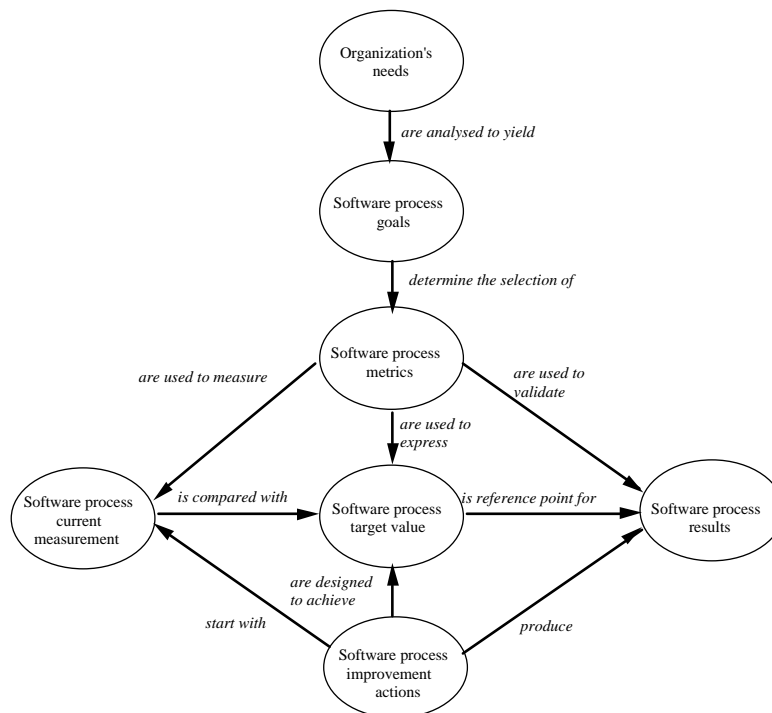 Organization's
needs
are analysed to yield
Software process
goals
determine the selection of
Software process
metrics
are used to measure
are used to
validate
are used to
express
Software process
current
measurement
is compared with
Software process
target value
is reference point for
Software process
results
are designed
to achieve
start with
produce
Software process
improvement
actions